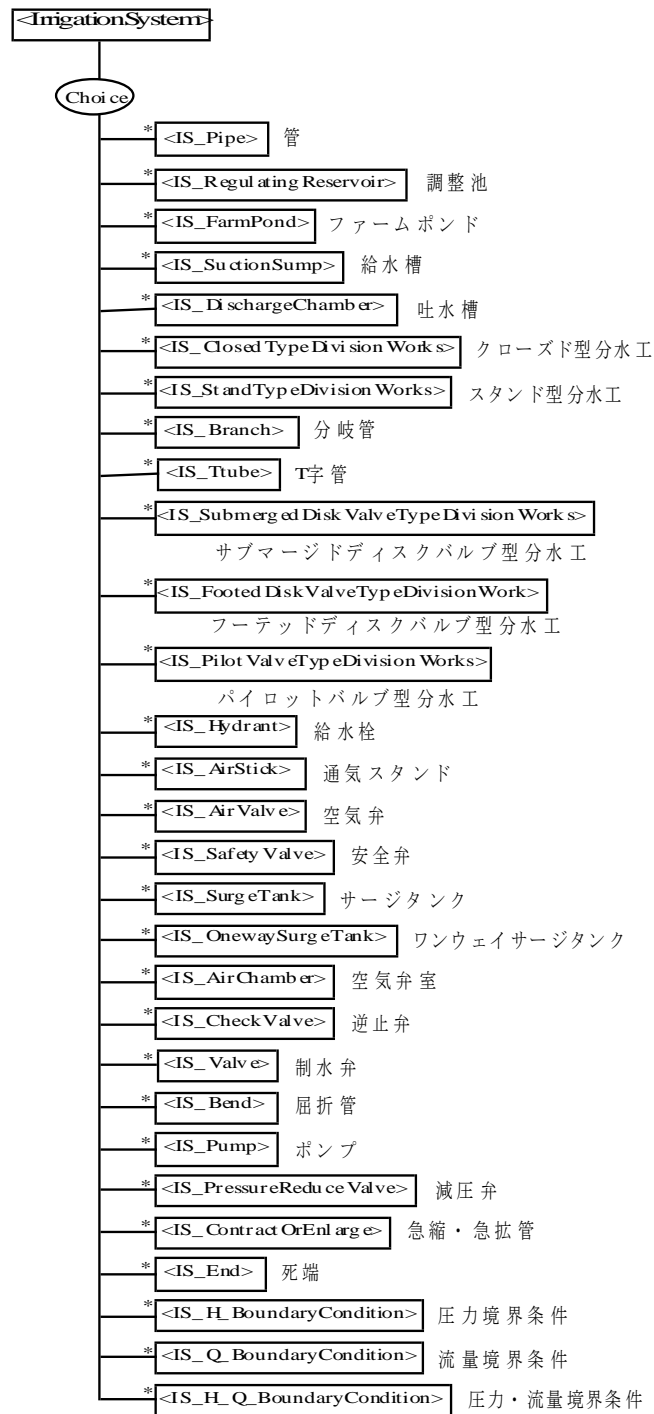 <IrrigationSystem>
Choice
* <IS_Pipe> 管
* <IS_RegulatingReservoir> 調整池
* <IS_FarmPond> ファームポンド
* <IS_SuctionSump> 給水槽
* <IS_DischargeChamber> 吐水槽
* <IS_ClosedTypeDivisionWorks> クローズド型分水工
* <IS_StandTypeDivisionWorks> スタンド型分水工
* <IS_Branch> 分岐管
* <IS_Ttube> T字管
* <IS_SubmergedDiskValveTypeDivisionWorks>
サブマージドディスクバルブ型分水工
* <IS_FootedDiskValveTypeDivisionWork>
フーテッドディスクバルブ型分水工
* <IS_PilotValveTypeDivisionWorks>
パイロットバルブ型分水工
* <IS_Hydrant> 給水栓
* <IS_AirStick> 通気スタンド
* <IS_AirValve> 空気弁
* <IS_SafetyValve> 安全弁
* <IS_SurgeTank> サージタンク
* <IS_OnewaySurgeTank> ワンウェイサージタンク
* <IS_AirChamber> 空気弁室
* <IS_CheckValve> 逆止弁
* <IS_Valve> 制水弁
* <IS_Bend> 屈折管
* <IS_Pump> ポンプ
* <IS_PressureReduceValve> 減圧弁
* <IS_ContractOrEnlarge> 急縮・急拡管
* <IS_End> 死端
* <IS_H_BoundaryCondition> 圧力境界条件
* <IS_Q_BoundaryCondition> 流量境界条件
* <IS_H_Q_BoundaryCondition> 圧力・流量境界条件